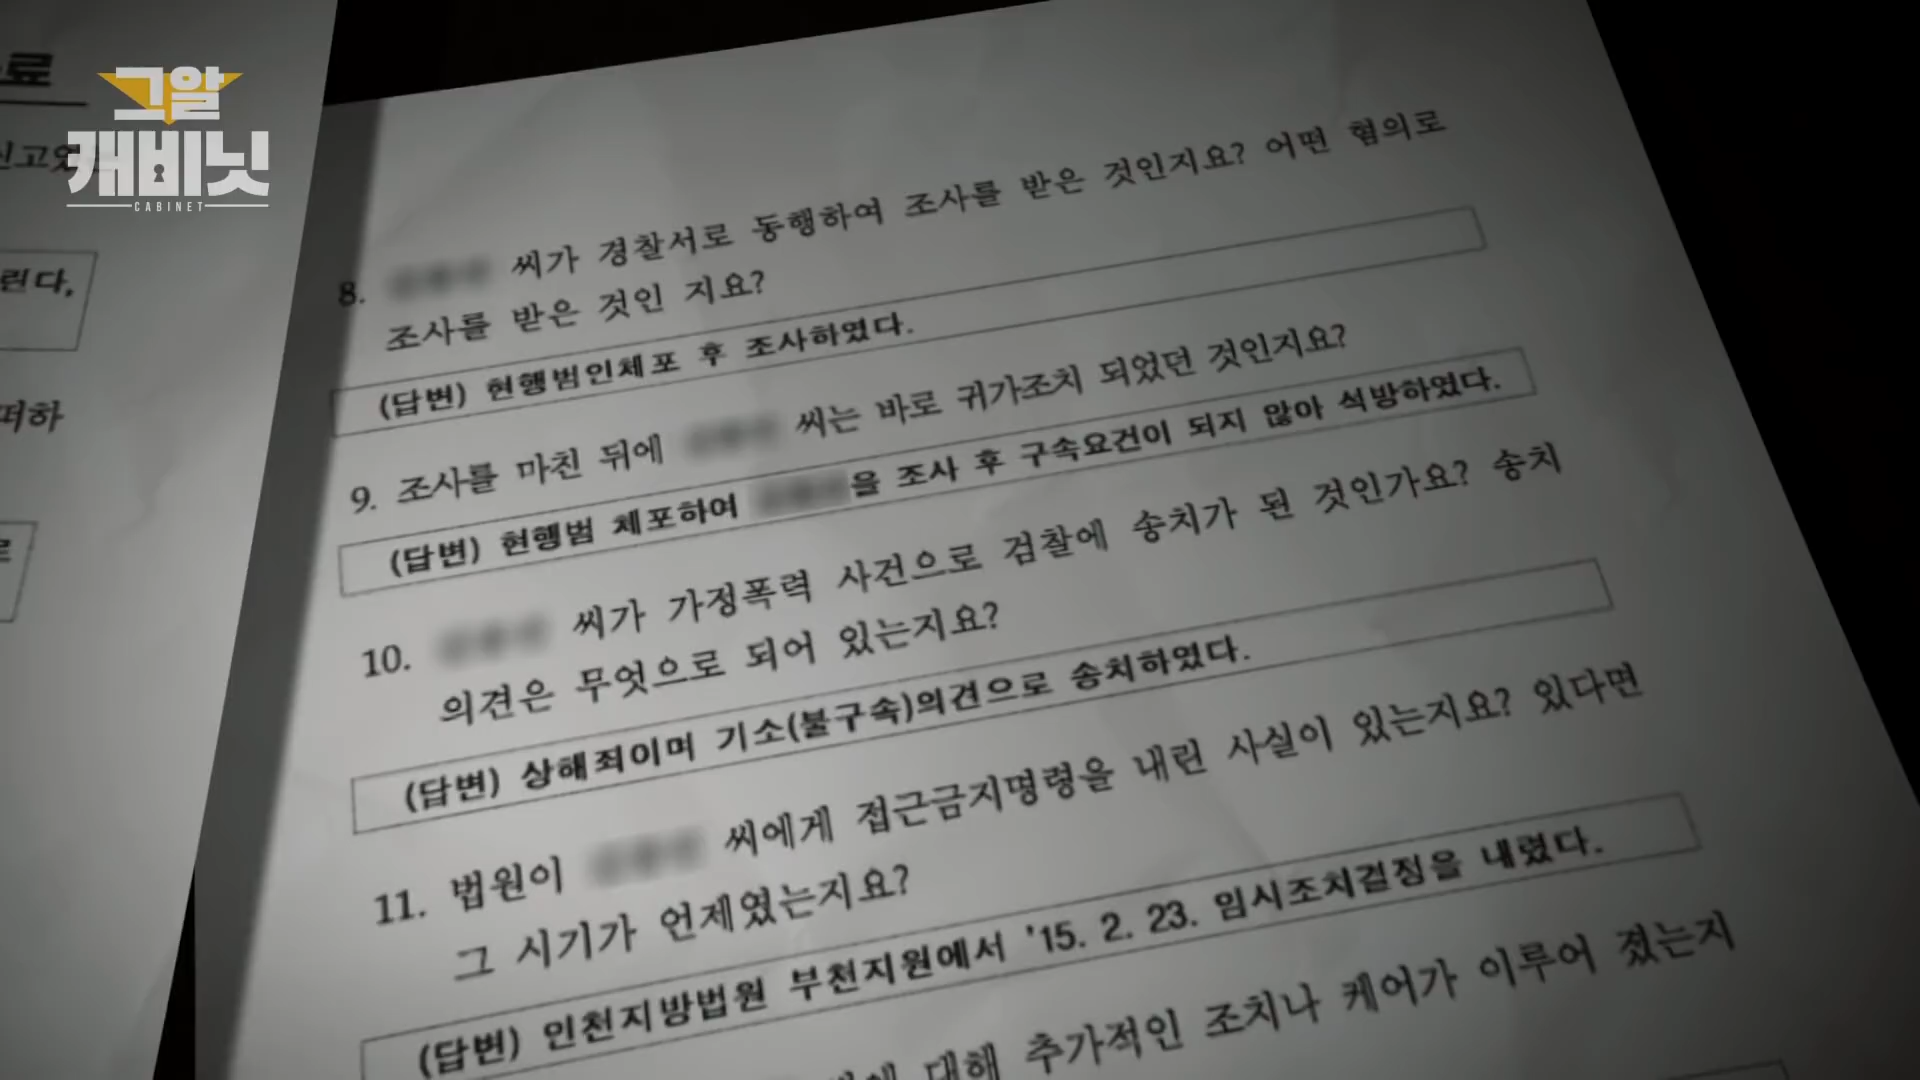 그알
캐비닛
CABINET
료
신고
린다,
떠하
로
8. 씨가 경찰서로 동행하여 조사를 받은 것인지요? 어떤 혐의로
조사를 받은 것인 지요?
(답변) 현행범인체포 후 조사하였다.
9. 조사를 마친 뒤에 씨는 바로 귀가조치 되었던 것인지요?
(답변) 현행범 체포하여 을 조사 후 구속요건이 되지 않아 석방하였다.
10. 씨가 가정폭력 사건으로 검찰에 송치가 된 것인가요? 송치
의견은 무엇으로 되어 있는지요?
(답변) 상해죄이며 기소(불구속)의견으로 송치하였다.
11. 법원이 씨에게 접근금지명령을 내린 사실이 있는지요? 있다면
그 시기가 언제였는지요?
(답변) 인천지방법원 부천지원에서 '15. 2. 23. 임시조치결정을 내렸다.
대해 추가적인 조치나 케어가 이루어 졌는지